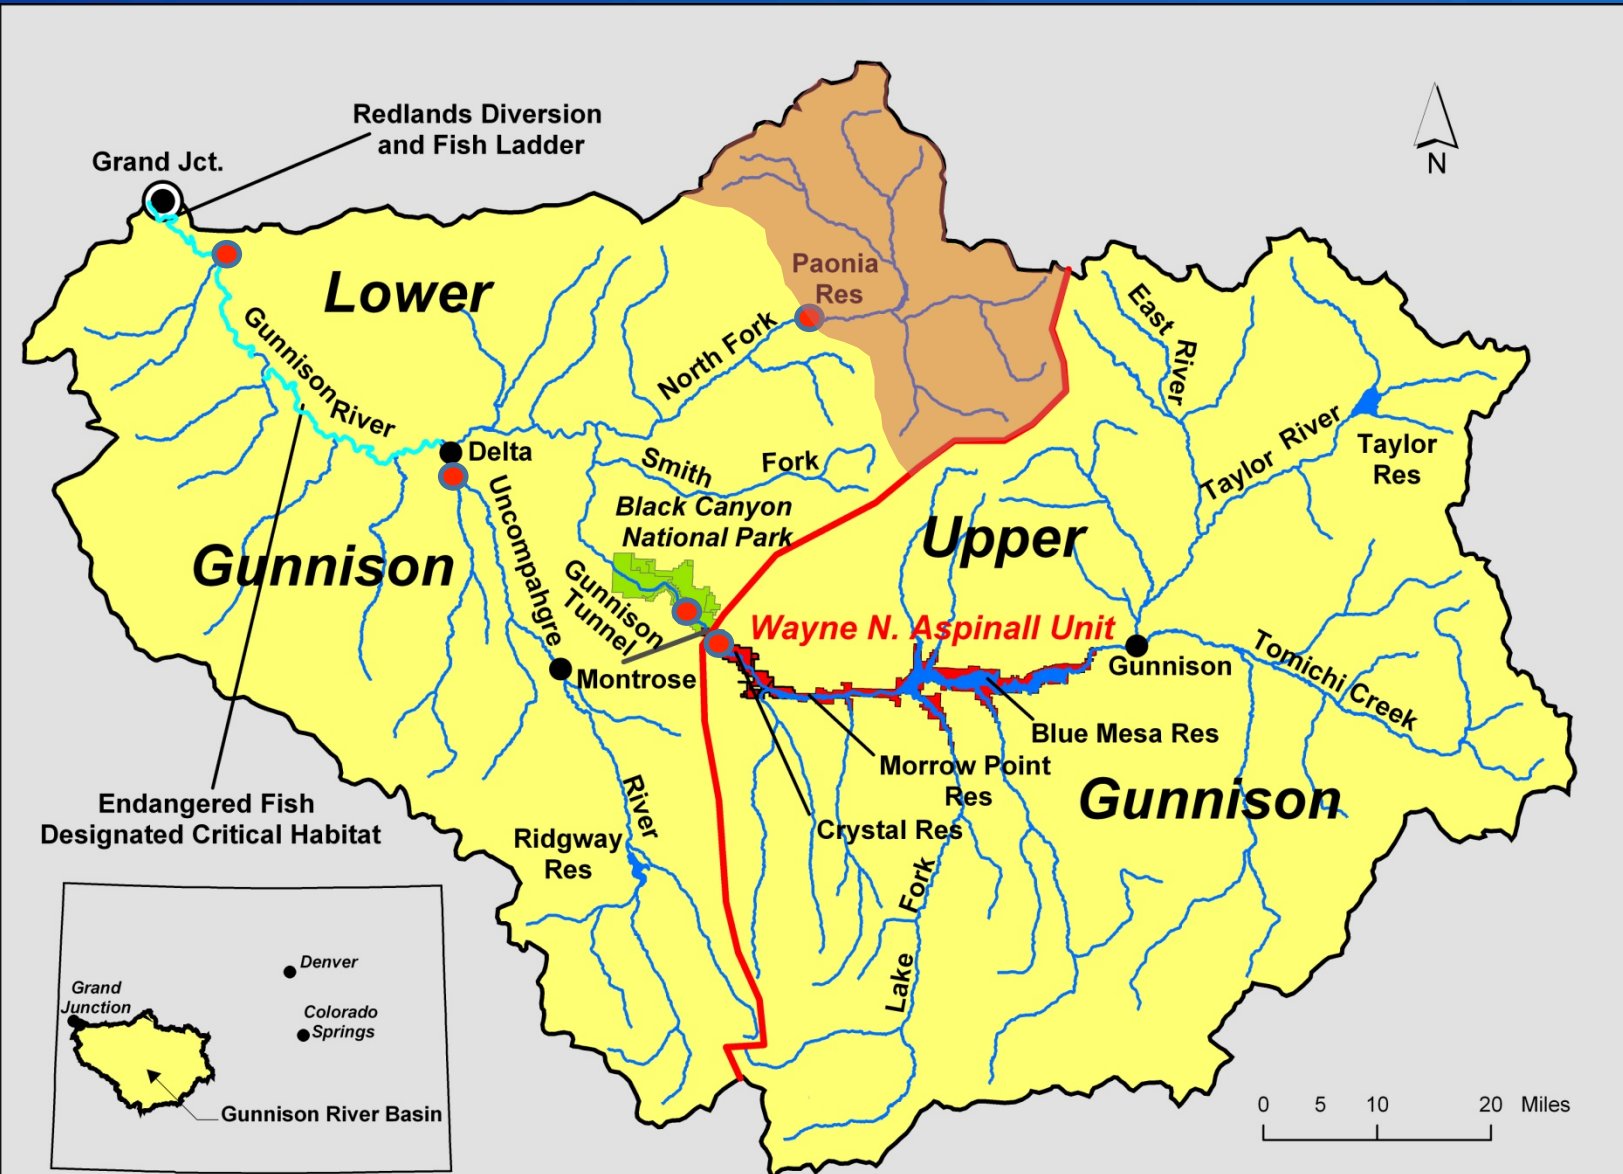 Redlands Diversion
and Fish Ladder
Grand Jct.
N
Lower
Paonia
Res
East
River
Gunnison
River
North Fork
Taylor River
Taylor
Res
Delta
Smith
Fork
Uncompahgre
Black Canyon
National Park
Upper
Gunnison
Gunnison
Tunnel
Wayne N. Aspinall Unit
Tomichi Creek
Gunnison
Montrose
Blue Mesa Res
Morrow Point
Res
Gunnison
Endangered Fish
Designated Critical Habitat
River
Crystal Res
Ridgway
Res
Lake
Fork
Denver
Grand
Junction
Colorado
Springs
Gunnison River Basin
0 5 10 20 Miles